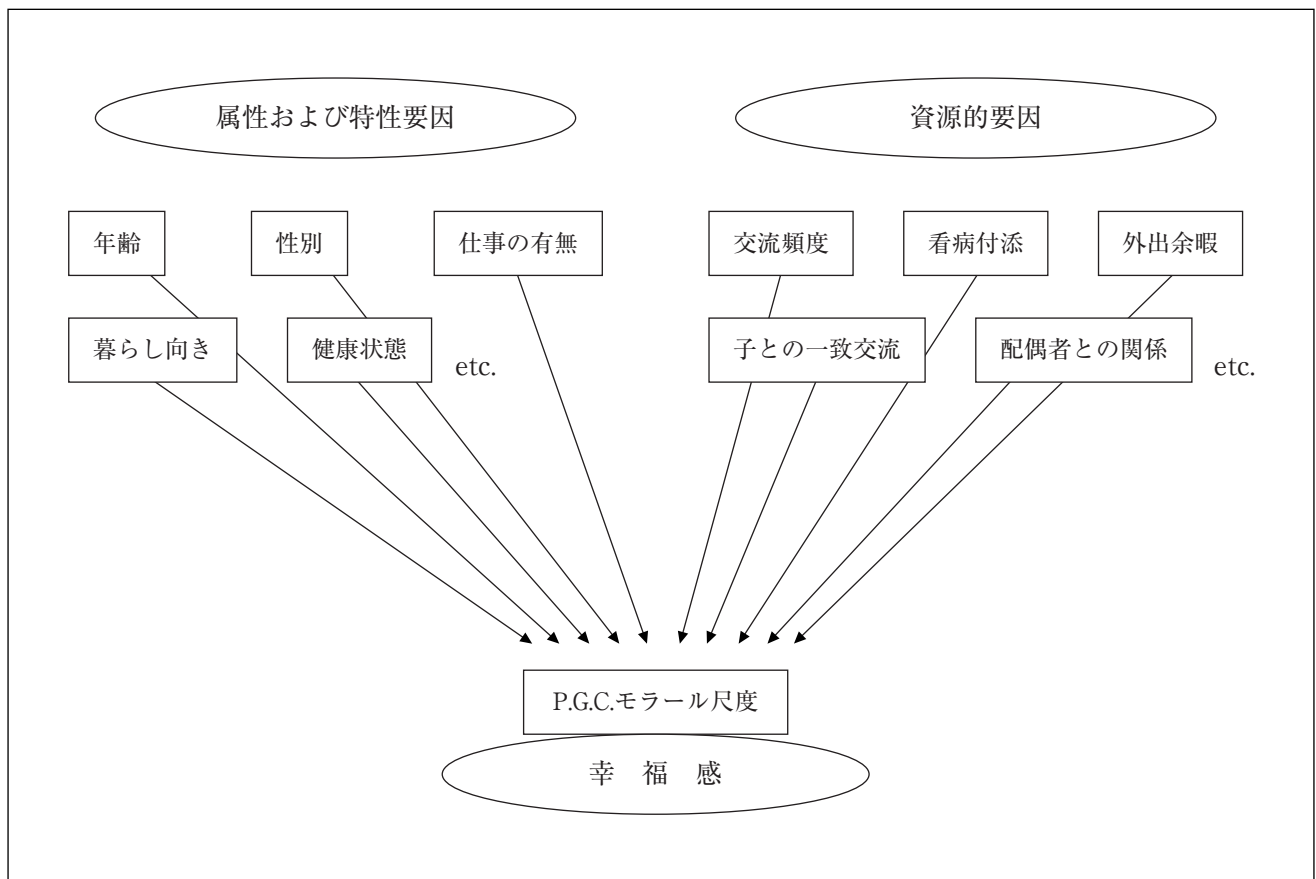 属性および特性要因
資源的要因
年齢
性別
仕事の有無
交流頻度
看病付添
外出余暇
暮らし向き
健康状態
etc.
子との一致交流
配偶者との関係
etc.
P.G.C.モラール尺度
幸　福　感